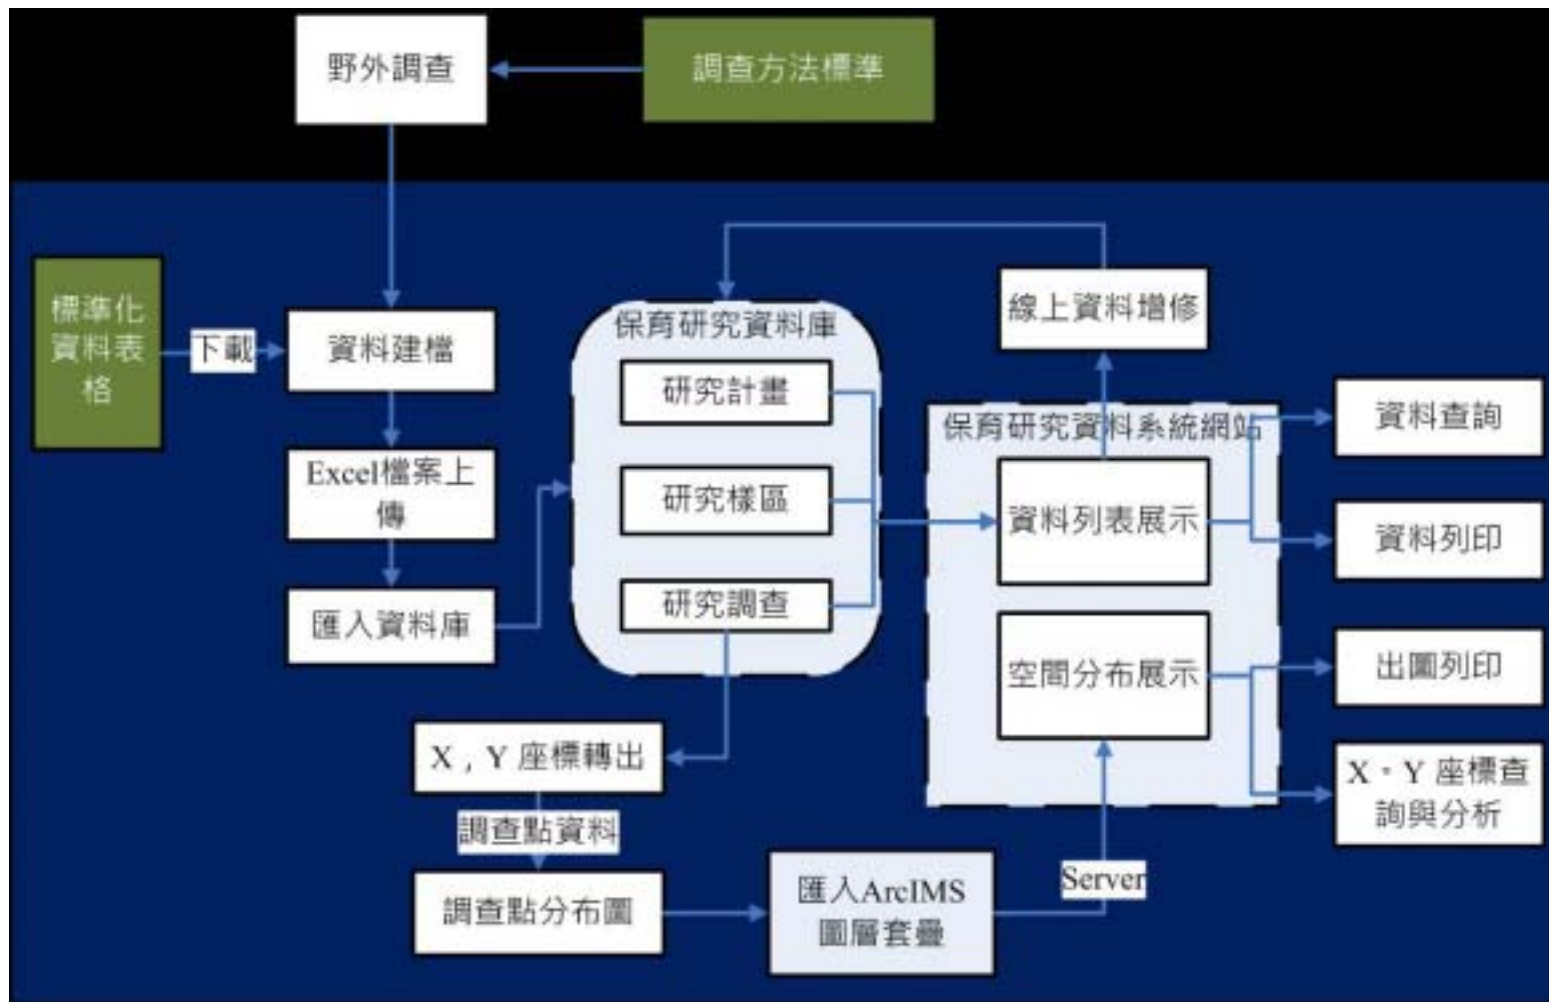 野外調查
調查方法標準
標準化
資料表
格
下載
資料建檔
Excel檔案上
傳
匯入資料庫
保育研究資料庫
研究計畫
研究樣區
研究調查
線上資料增修
保育研究資料系統網站
資料列表展示
空間分布展示
資料查詢
資料列印
出圖列印
X，Y 座標查
詢與分析
X，Y 座標轉出
調查點資料
調查點分布圖
匯入ArcIMS
圖層套疊
Server